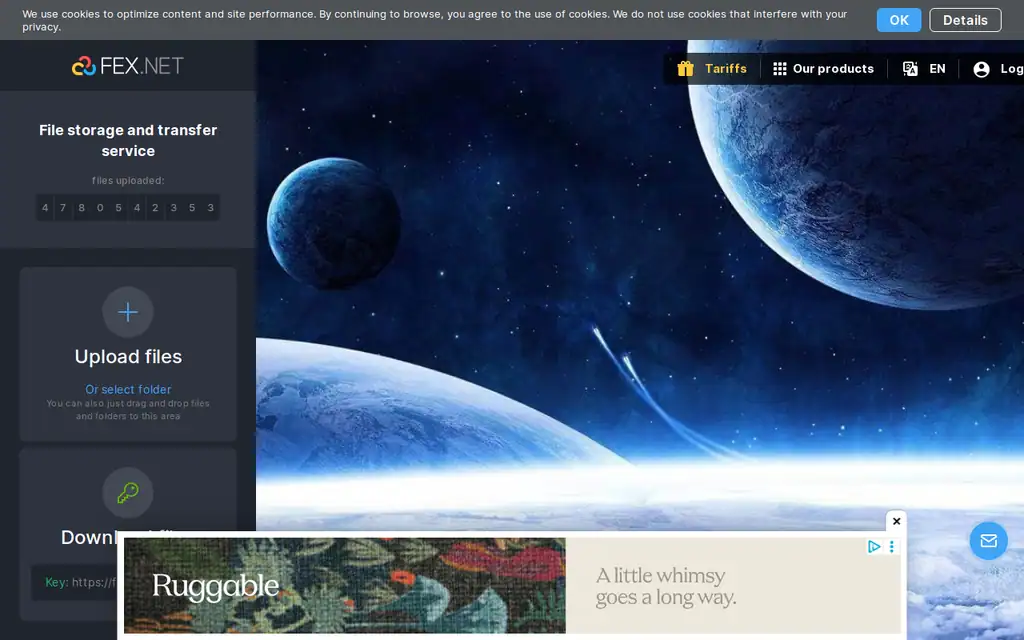 We use cookies to optimize content and site performance. By continuing to browse, you agree to the use of cookies. We do not use cookies that interfere with your
privacy.
OK
Details
FEX.NET
Tariffs
Our products
EN
Log
File storage and transfer
service
files uploaded:
4 7 8 0 5 4 2 3 5 3
Upload files
Or select folder
You can also just drag and drop files
and folders to this area
Key: https://f
Ruggable
A little whimsy
goes a long way.